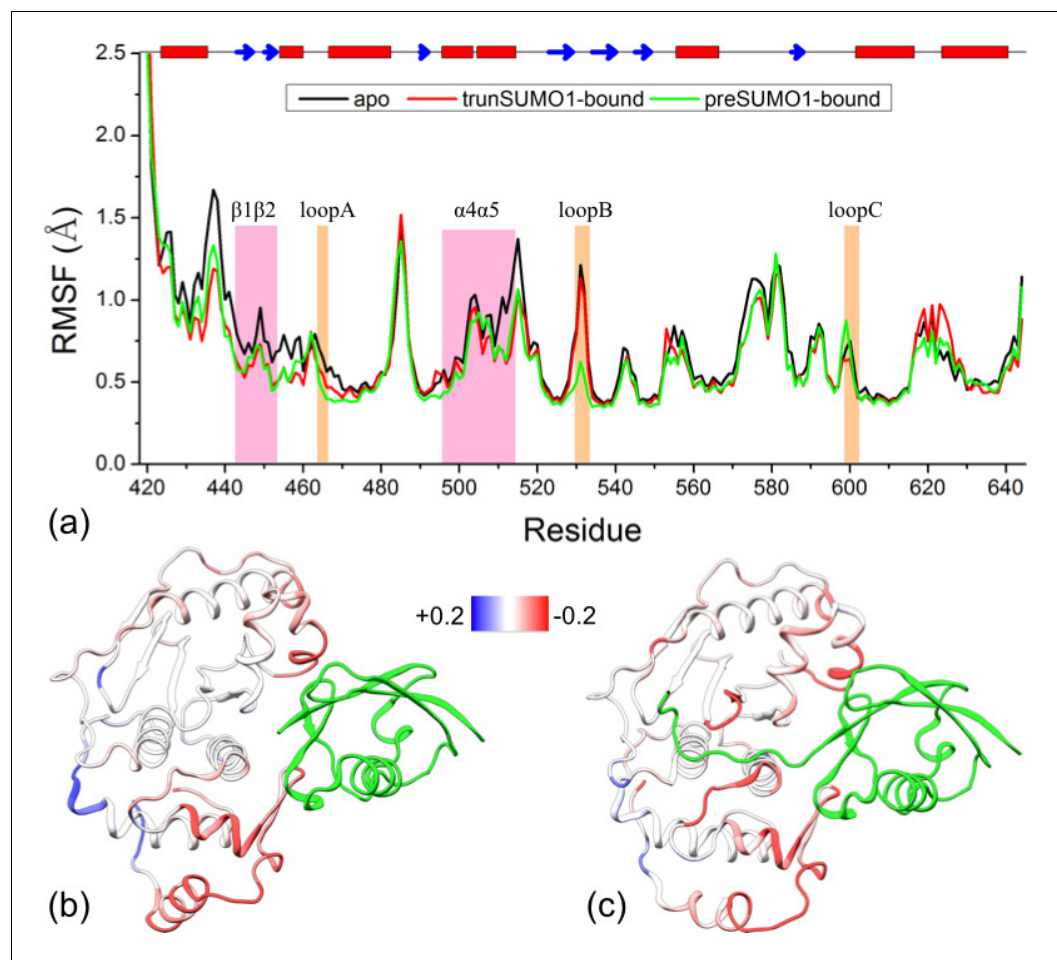 2.5
2.0
1.5
1.0
0.5
0.0
RMSF (Å)
apo trunSUMO1-bound preSUMO1-bound
β1β2 loopA α4α5 loopB loopC
420 440 460 480 500 520 540 560 580 600 620 640
Residue
(a)
+0.2 -0.2
(b) (c)